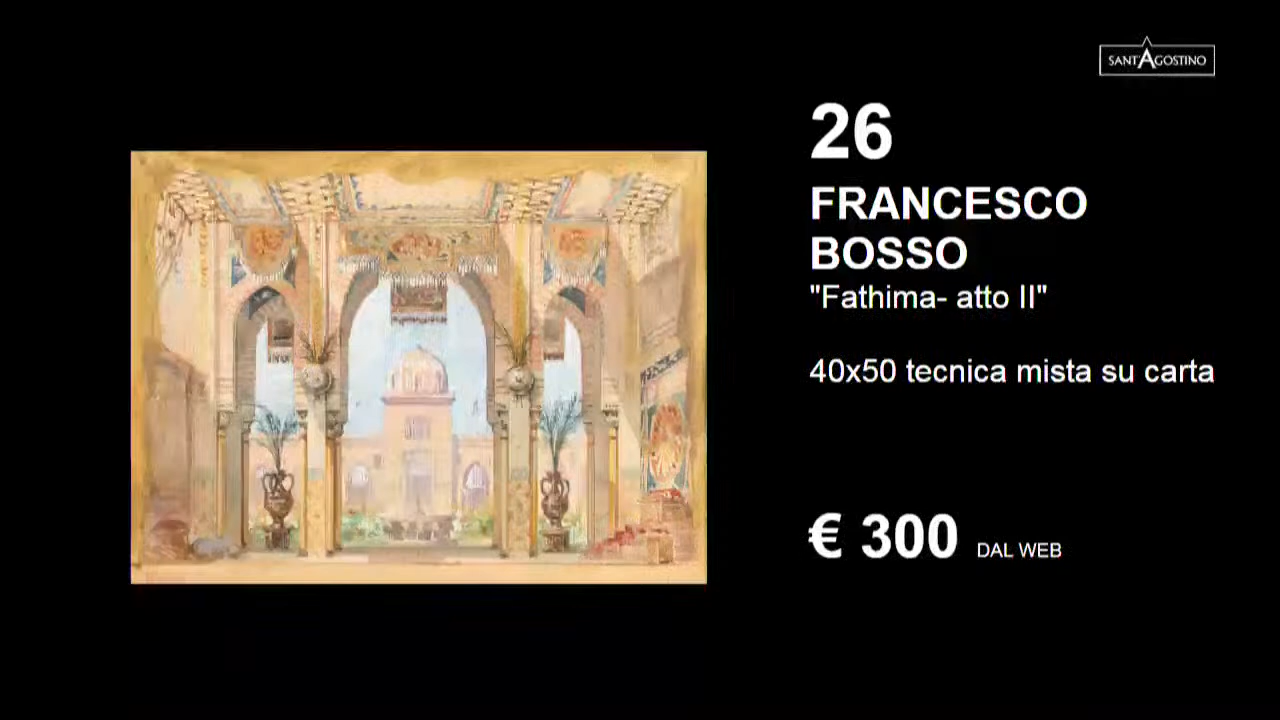 SANTAGOSTINO
26
FRANCESCO
BOSSO
"Fathima- atto II"
40x50 tecnica mista su carta
€ 300 DAL WEB